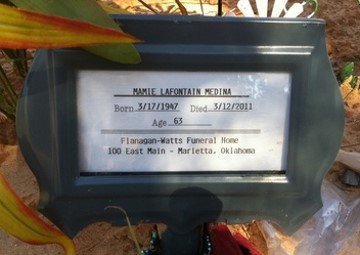 MAMIE LAFONTAIN MEDINA
Born 3/17/1947 Died 3/12/2011
Age 63
Flanagan-Watts Funeral Home
100 East Main - Marietta, Oklahoma